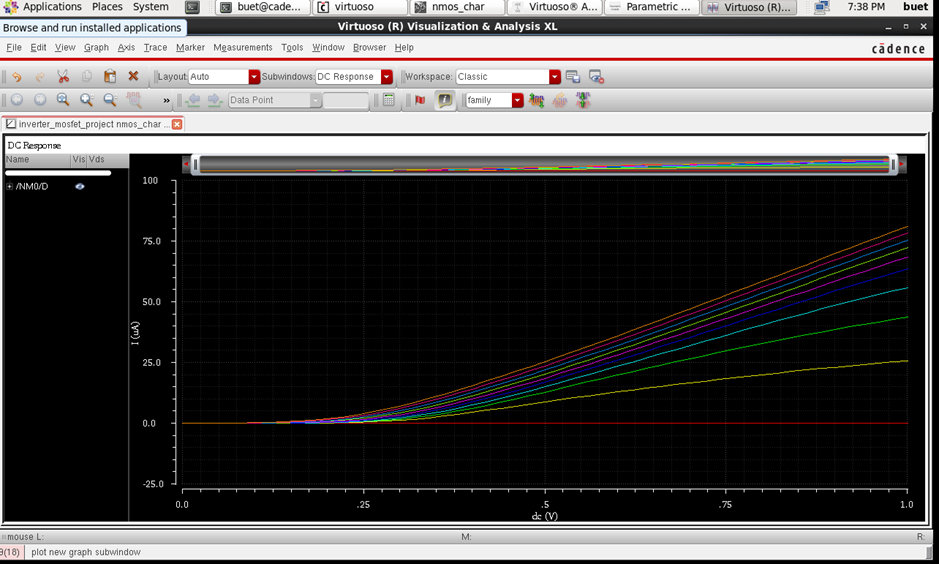 Applications Places System buet@cade... virtuoso nmos_char Virtuoso® A... Parametric ... Virtuoso (R)... 7:38 PM buet
Browse and run installed applications
Virtuoso (R) Visualization & Analysis XL
File Edit View Graph Axis Trace Marker Measurements Tools Window Browser Help
cādence
Layout: Auto Subwindows: DC Response Workspace: Classic
» Data Point family
inverter_mosfet_project nmos_char ...
DC Response
Name Vis Vds
/NM0/D
100
75.0
50.0
25.0
0.0
-25.0
I (uA)
0.0 .25 .5 .75 1.0
dc (V)
mouse L: M: R:
9(18) plot new graph subwindow